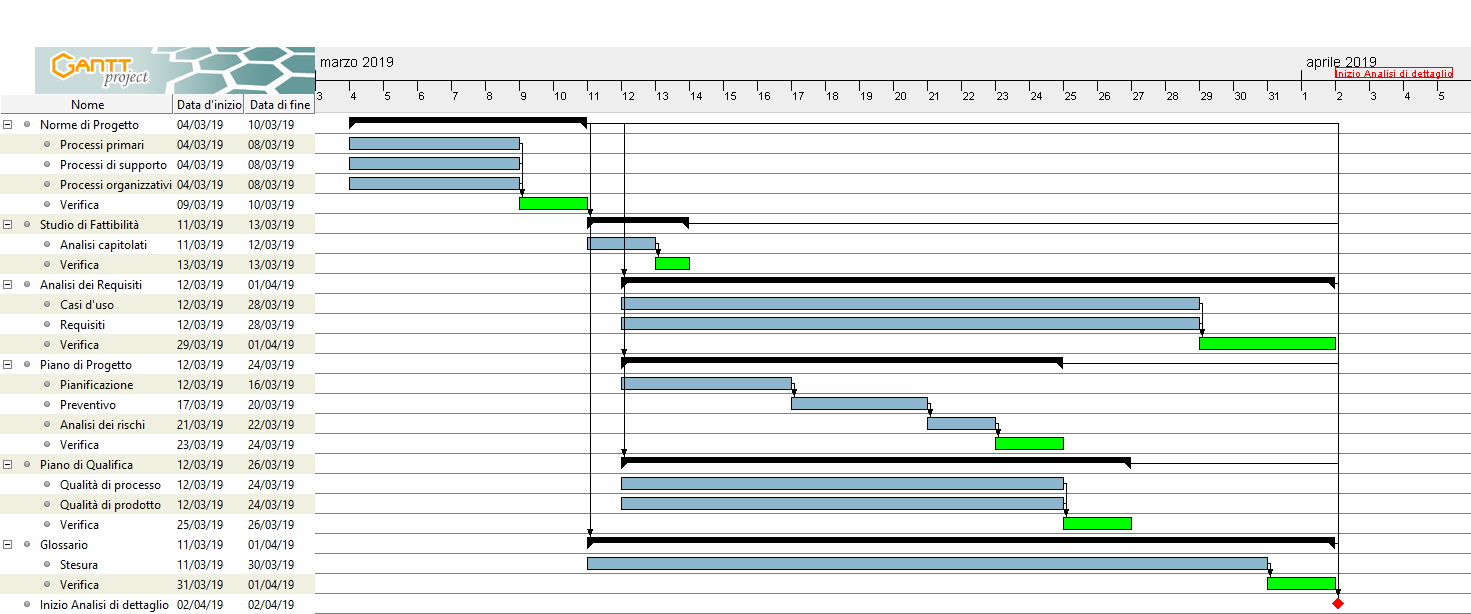 marzo 2019 aprile 2019
GANTT project
Inizio Analisi di dettaglio
3 4 5 6 7 8 9 10 11 12 13 14 15 16 17 18 19 20 21 22 23 24 25 26 27 28 29 30 31 1 2 3 4 5
Nome Data d'inizio Data di fine
Norme di Progetto 04/03/19 10/03/19
Processi primari 04/03/19 08/03/19
Processi di supporto 04/03/19 08/03/19
Processi organizzativi 04/03/19 08/03/19
Verifica 09/03/19 10/03/19
Studio di Fattibilità 11/03/19 13/03/19
Analisi capitolati 11/03/19 12/03/19
Verifica 13/03/19 13/03/19
Analisi dei Requisiti 12/03/19 01/04/19
Casi d'uso 12/03/19 28/03/19
Requisiti 12/03/19 28/03/19
Verifica 29/03/19 01/04/19
Piano di Progetto 12/03/19 24/03/19
Pianificazione 12/03/19 16/03/19
Preventivo 17/03/19 20/03/19
Analisi dei rischi 21/03/19 22/03/19
Verifica 23/03/19 24/03/19
Piano di Qualifica 12/03/19 26/03/19
Qualità di processo 12/03/19 24/03/19
Qualità di prodotto 12/03/19 24/03/19
Verifica 25/03/19 26/03/19
Glossario 11/03/19 01/04/19
Stesura 11/03/19 30/03/19
Verifica 31/03/19 01/04/19
Inizio Analisi di dettaglio 02/04/19 02/04/19